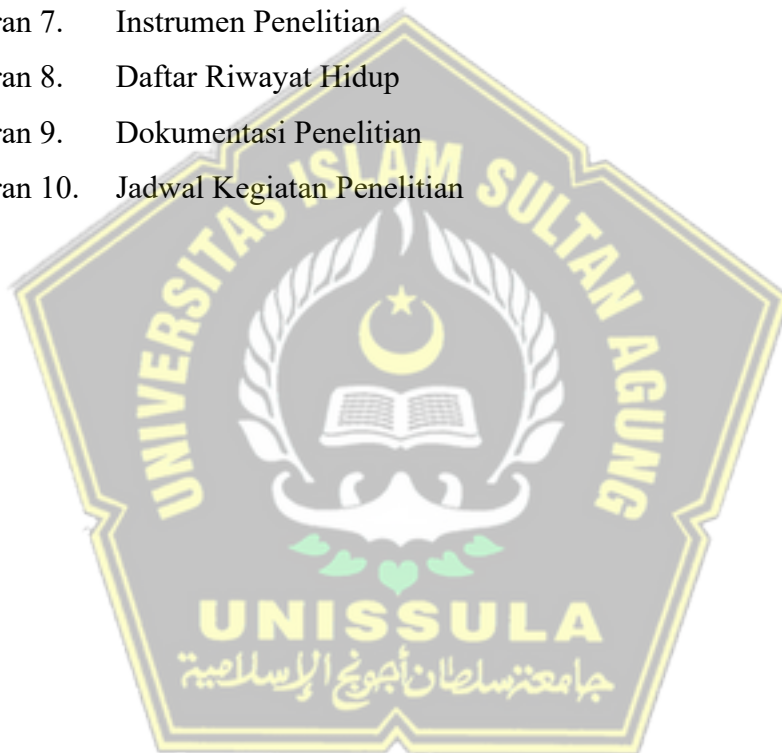 ran 7. Instrumen Penelitian
ran 8. Daftar Riwayat Hidup
ran 9. Dokumentasi Penelitian
ran 10. Jadwal Kegiatan Penelitian
UNIVERSITAS ISLAM SULTAN AGUNG
UNISSULA
جامعة سلطان أجونج الإسلامية